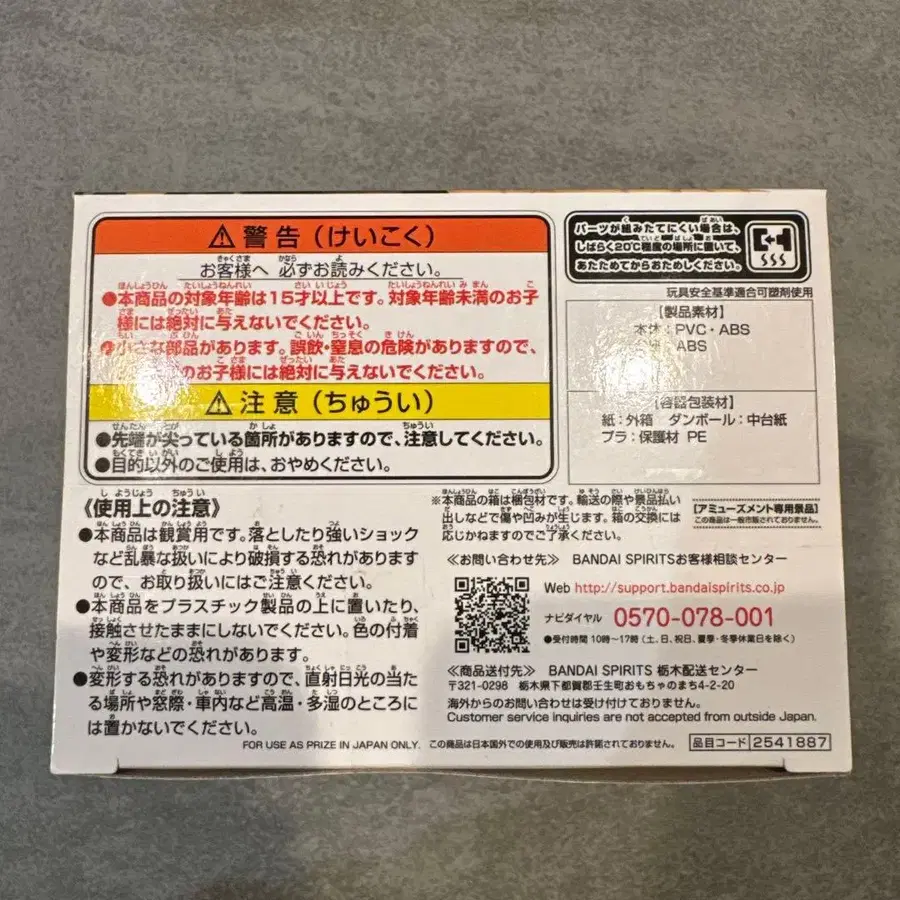 ⚠警告（けいこく）
お客様へ 必ずお読みください。
●本商品の対象年齢は15才以上です。対象年齢未満のお子
様には絶対に与えないでください。
小さな部品があります。誤飲・窒息の危険がありますので、
のお子様には絶対に与えないでください。
⚠注意（ちゅうい）
●先端が尖っている箇所がありますので、注意してください。
●目的以外のご使用は、おやめください。
《使用上の注意》
●本商品は観賞用です。落としたり強いショック
など乱暴な扱いにより破損する恐れがあります
ので、お取り扱いにはご注意ください。
●本商品をプラスチック製品の上に置いたり、
接触させたままにしないでください。色の付着
や変形などの恐れがあります。
●変形する恐れがありますので、直射日光の当た
る場所や窓際・車内など高温・多湿のところに
は置かないでください。
パーツが組みたてにくい場合は、
しばらく20℃程度の場所に置いて、
あたためてからおためしください。
玩具安全基準適合可塑剤使用
【製品素材】
本体：PVC・ABS
ABS
【容器包装材】
紙：外箱 ダンボール：中台紙
プラ：保護材 PE
※本商品の箱は梱包材です。輸送の際や景品払い
出しなどで傷や凹みが生じます。箱の交換には
応じかねますのでご了承ください。
【アミューズメント専用景品】
この商品は一般市販されておりません。
≪お問い合わせ先≫ BANDAI SPIRITSお客様相談センター
Web http://support.bandaispirits.co.jp
ナビダイヤル 0570-078-001
●受付時間 10時〜17時（土、日、祝日、夏季・冬季休業日を除く）
≪商品送付先≫ BANDAI SPIRITS 栃木配送センター
〒321-0298 栃木県下都賀郡壬生町おもちゃのまち4-2-20
海外からのお問い合わせは受け付けておりません。
Customer service inquiries are not accepted from outside Japan.
FOR USE AS PRIZE IN JAPAN ONLY. この商品は日本国外での使用及び販売は許諾されておりません。
品目コード 2541887